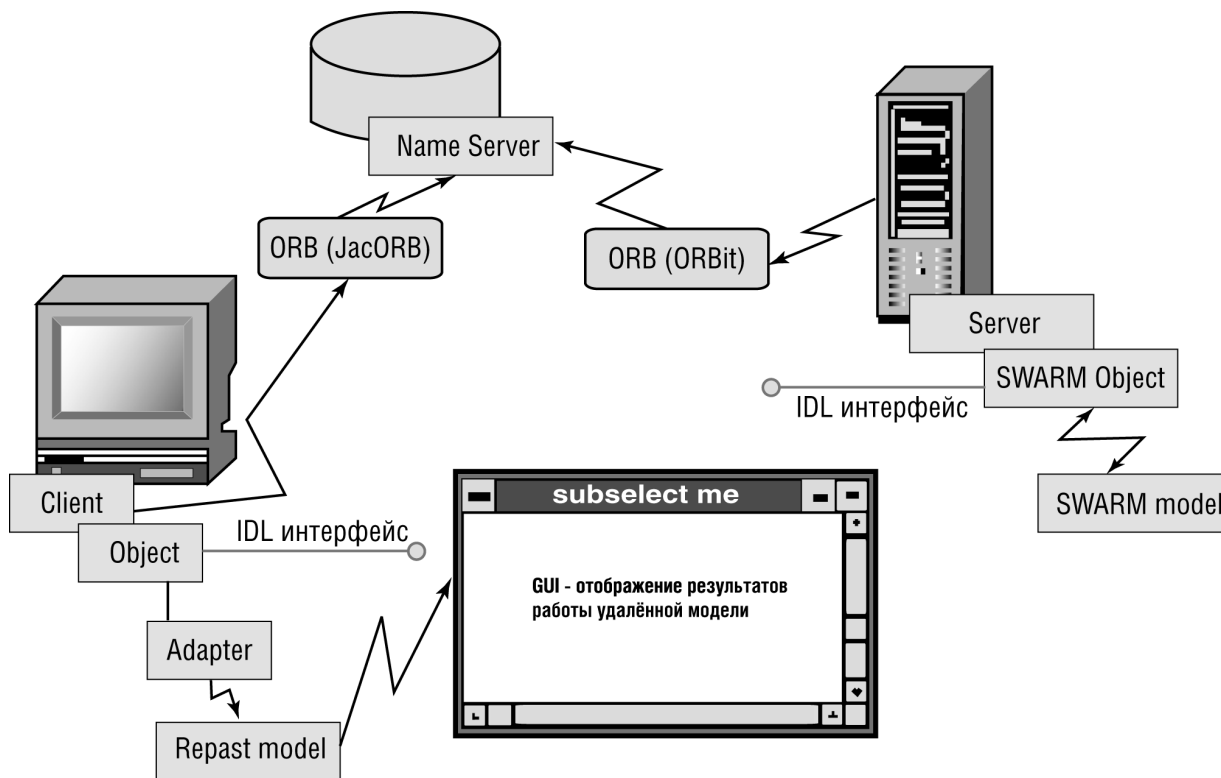 Name Server
ORB (JacORB)
ORB (ORBit)
Server
SWARM Object
IDL интерфейс
SWARM model
Client
Object
IDL интерфейс
Adapter
Repast model
subselect me
GUI - отображение результатов
работы удалённой модели